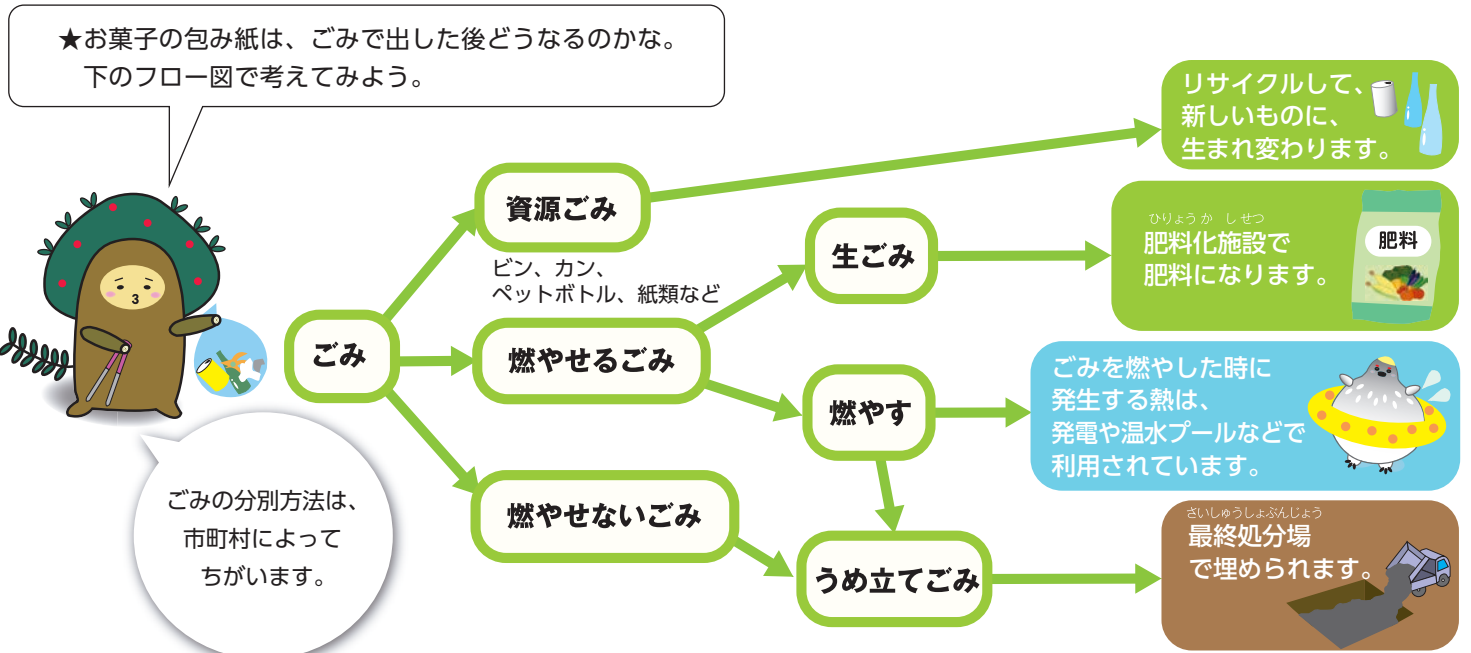 ★お菓子の包み紙は、ごみで出した後どうなるのかな。
下のフロー図で考えてみよう。
ごみ
資源ごみ
ビン、カン、
ペットボトル、紙類など
燃やせるごみ
燃やせないごみ
生ごみ
燃やす
うめ立てごみ
リサイクルして、
新しいものに、
生まれ変わります。
ひりょうか しせつ
肥料化施設で
肥料になります。
肥料
ごみを燃やした時に
発生する熱は、
発電や温水プールなどで
利用されています。
さいしゅうしょぶんじょう
最終処分場
で埋められます。
ごみの分別方法は、
市町村によって
ちがいます。